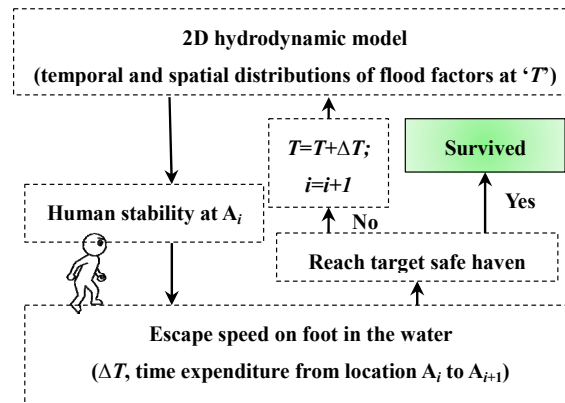 2D hydrodynamic model
(temporal and spatial distributions of flood factors at ‘T’)
T=T+ΔT;
i=i+1
Survived
Human stability at Aᵢ
No
Yes
Reach target safe haven
Escape speed on foot in the water
(ΔT, time expenditure from location Aᵢ to Aᵢ₊₁)